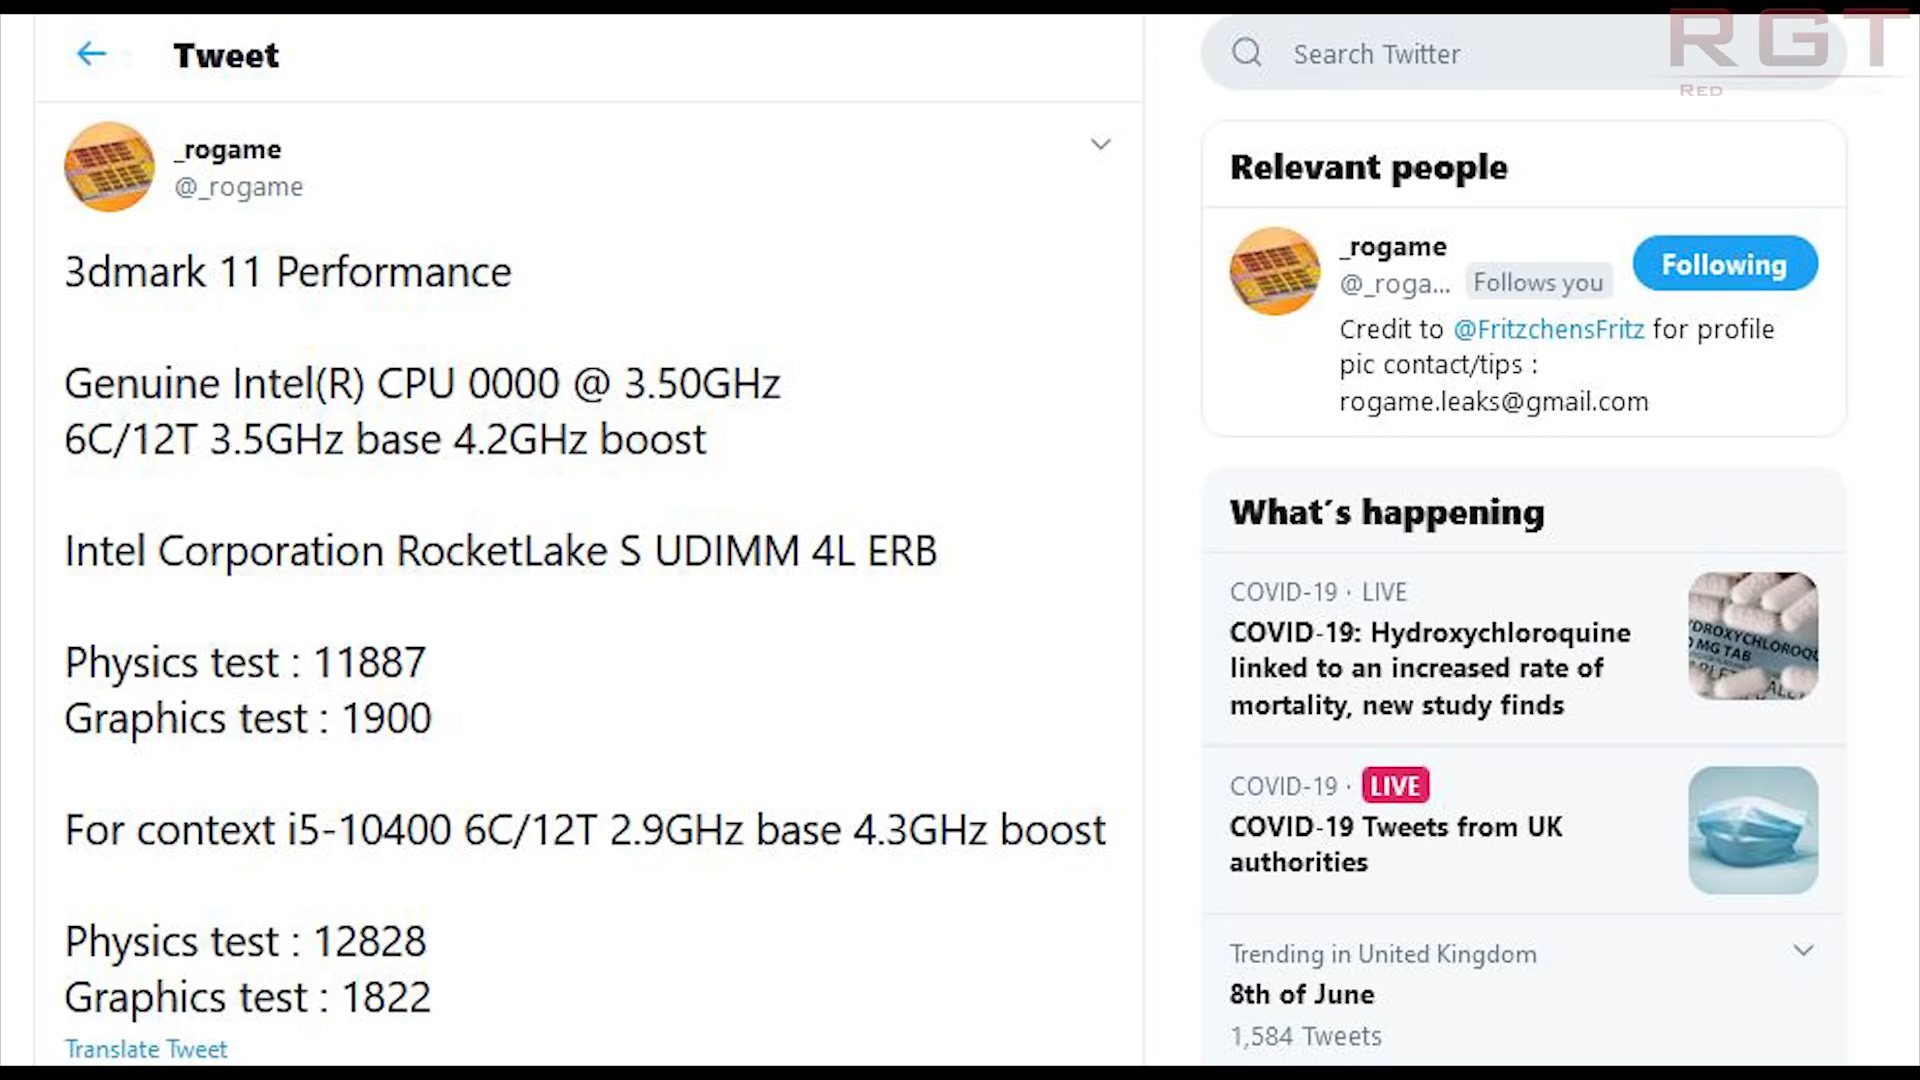 RGT
RED
Tweet
Search Twitter
_rogame
@_rogame
3dmark 11 Performance
Genuine Intel(R) CPU 0000 @ 3.50GHz
6C/12T 3.5GHz base 4.2GHz boost
Intel Corporation RocketLake S UDIMM 4L ERB
Physics test : 11887
Graphics test : 1900
For context i5-10400 6C/12T 2.9GHz base 4.3GHz boost
Physics test : 12828
Graphics test : 1822
Translate Tweet
Relevant people
_rogame
@_roga... Follows you
Following
Credit to @FritzchensFritz for profile
pic contact/tips :
rogame.leaks@gmail.com
What´s happening
COVID-19 · LIVE
COVID-19: Hydroxychloroquine
linked to an increased rate of
mortality, new study finds
DROXYCHLOROQU
MG TAB
COVID-19 · LIVE
COVID-19 Tweets from UK
authorities
Trending in United Kingdom
8th of June
1,584 Tweets